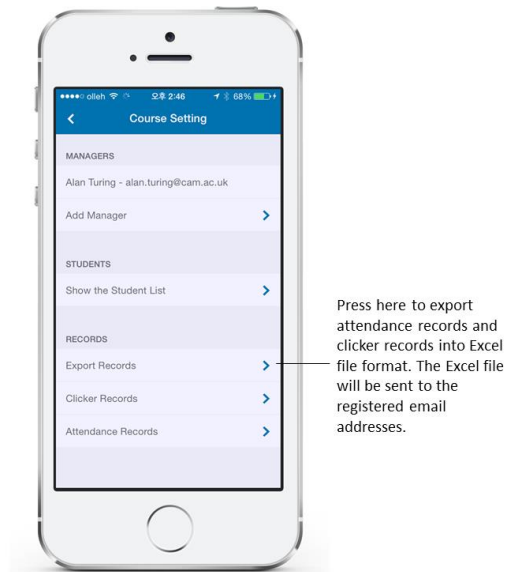 olleh 오후 2:46 68%
Course Setting
MANAGERS
Alan Turing - alan.turing@cam.ac.uk
Add Manager
STUDENTS
Show the Student List
RECORDS
Export Records
Clicker Records
Attendance Records
Press here to export
attendance records and
clicker records into Excel
file format. The Excel file
will be sent to the
registered email
addresses.